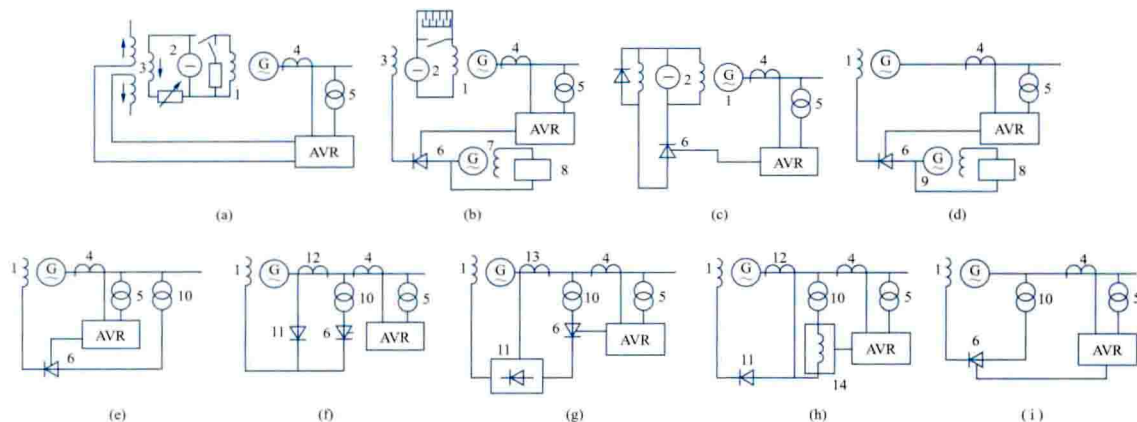 3 2 1 G ~ 4 5 AVR
(a)
3 2 1 G ~ 4 5 AVR 6 G ~ 7 8
(b)
2 G ~ 1 4 5 6 AVR
(c)
1 G ~ 4 5 AVR 6 G ~ 9 8
(d)
1 G ~ 4 5 10 AVR 6
(e)
1 G ~ 12 4 10 5 11 6 AVR
(f)
1 G ~ 13 4 10 5 6 AVR 11
(g)
1 G ~ 12 4 10 5 AVR 11 14
(h)
1 G ~ 4 10 5 6 AVR
(i)